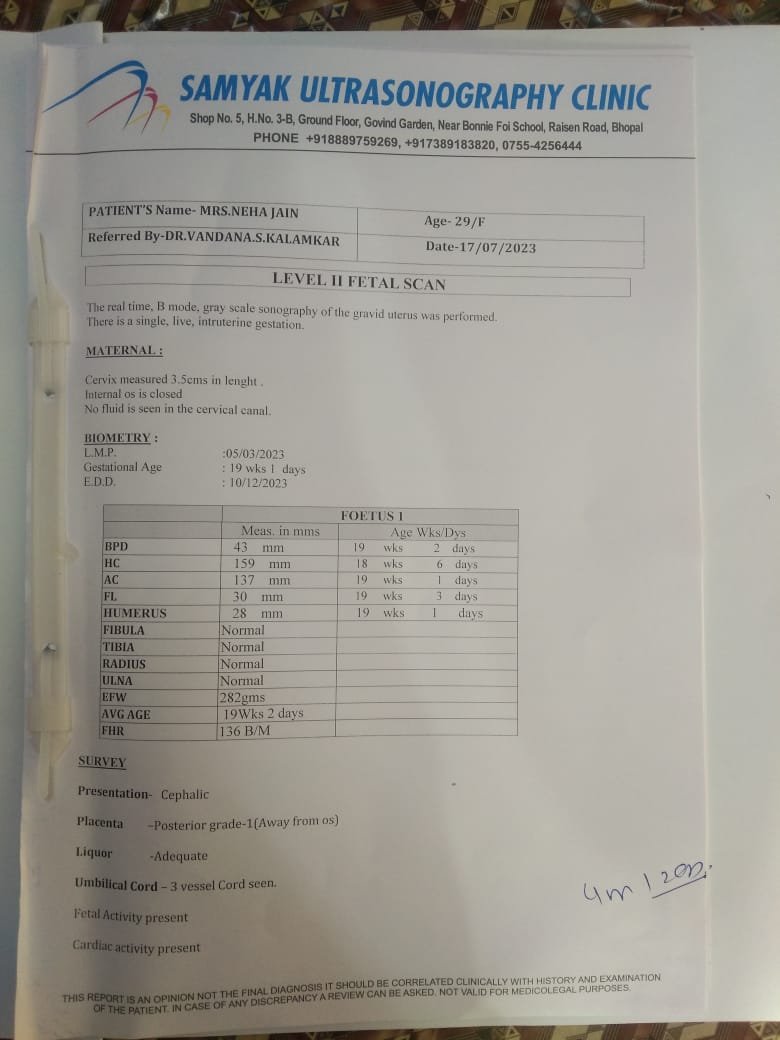 SAMYAK ULTRASONOGRAPHY CLINIC
Shop No. 5, H.No. 3-B, Ground Floor, Govind Garden, Near Bonnie Foi School, Raisen Road, Bhopal
PHONE +918889759269, +917389183820, 0755-4256444
PATIENT'S Name- MRS.NEHA JAIN Age- 29/F
Referred By-DR.VANDANA.S.KALAMKAR Date-17/07/2023
LEVEL II FETAL SCAN
The real time, B mode, gray scale sonography of the gravid uterus was performed.
There is a single, live, intruterine gestation.
MATERNAL :
Cervix measured 3.5cms in lenght .
Internal os is closed
No fluid is seen in the cervical canal.
BIOMETRY :
L.M.P. :05/03/2023
Gestational Age : 19 wks 1 days
E.D.D. : 10/12/2023
FOETUS 1
Meas. in mms Age Wks/Dys
BPD 43 mm 19 wks 2 days
HC 159 mm 18 wks 6 days
AC 137 mm 19 wks 1 days
FL 30 mm 19 wks 3 days
HUMERUS 28 mm 19 wks 1 days
FIBULA Normal
TIBIA Normal
RADIUS Normal
ULNA Normal
EFW 282gms
AVG AGE 19Wks 2 days
FHR 136 B/M
SURVEY
Presentation- Cephalic
Placenta –Posterior grade-1(Away from os)
Liquor -Adequate
Umbilical Cord – 3 vessel Cord seen.
Fetal Activity present
Cardiac activity present
THIS REPORT IS AN OPINION NOT THE FINAL DIAGNOSIS IT SHOULD BE CORRELATED CLINICALLY WITH HISTORY AND EXAMINATION
OF THE PATIENT. IN CASE OF ANY DISCREPANCY A REVIEW CAN BE ASKED. NOT VALID FOR MEDICOLEGAL PURPOSES.